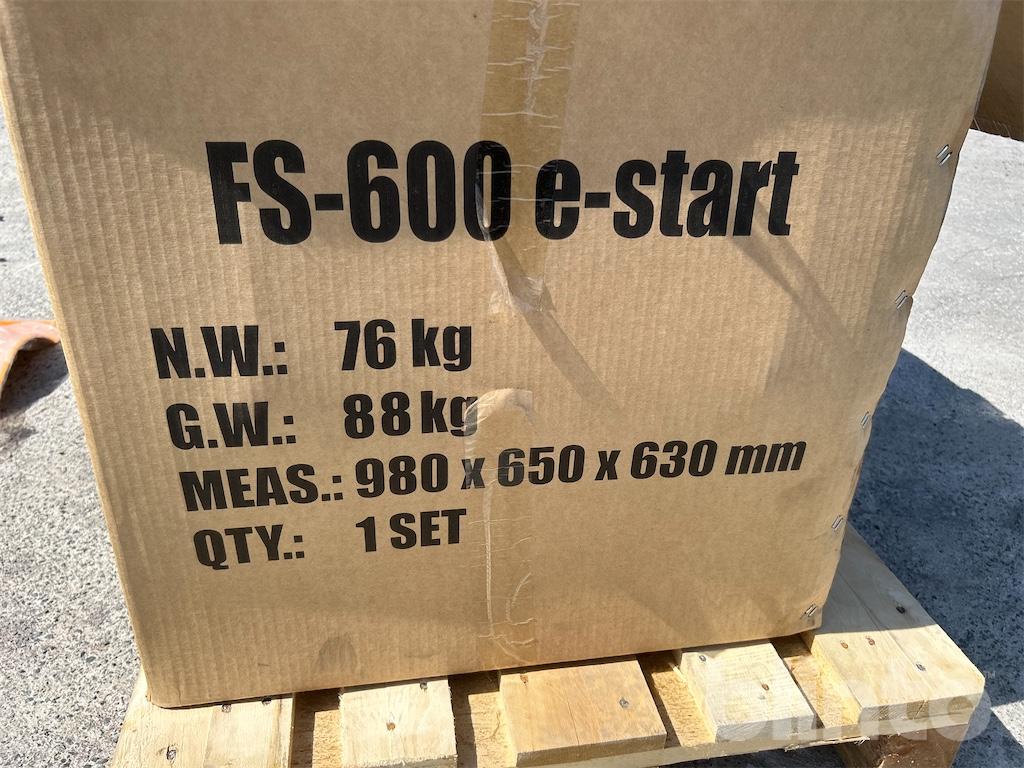 FS-600 e-start
N.W.: 76 kg
G.W.: 88 kg
MEAS.: 980 x 650 x 630 mm
QTY.: 1 SET